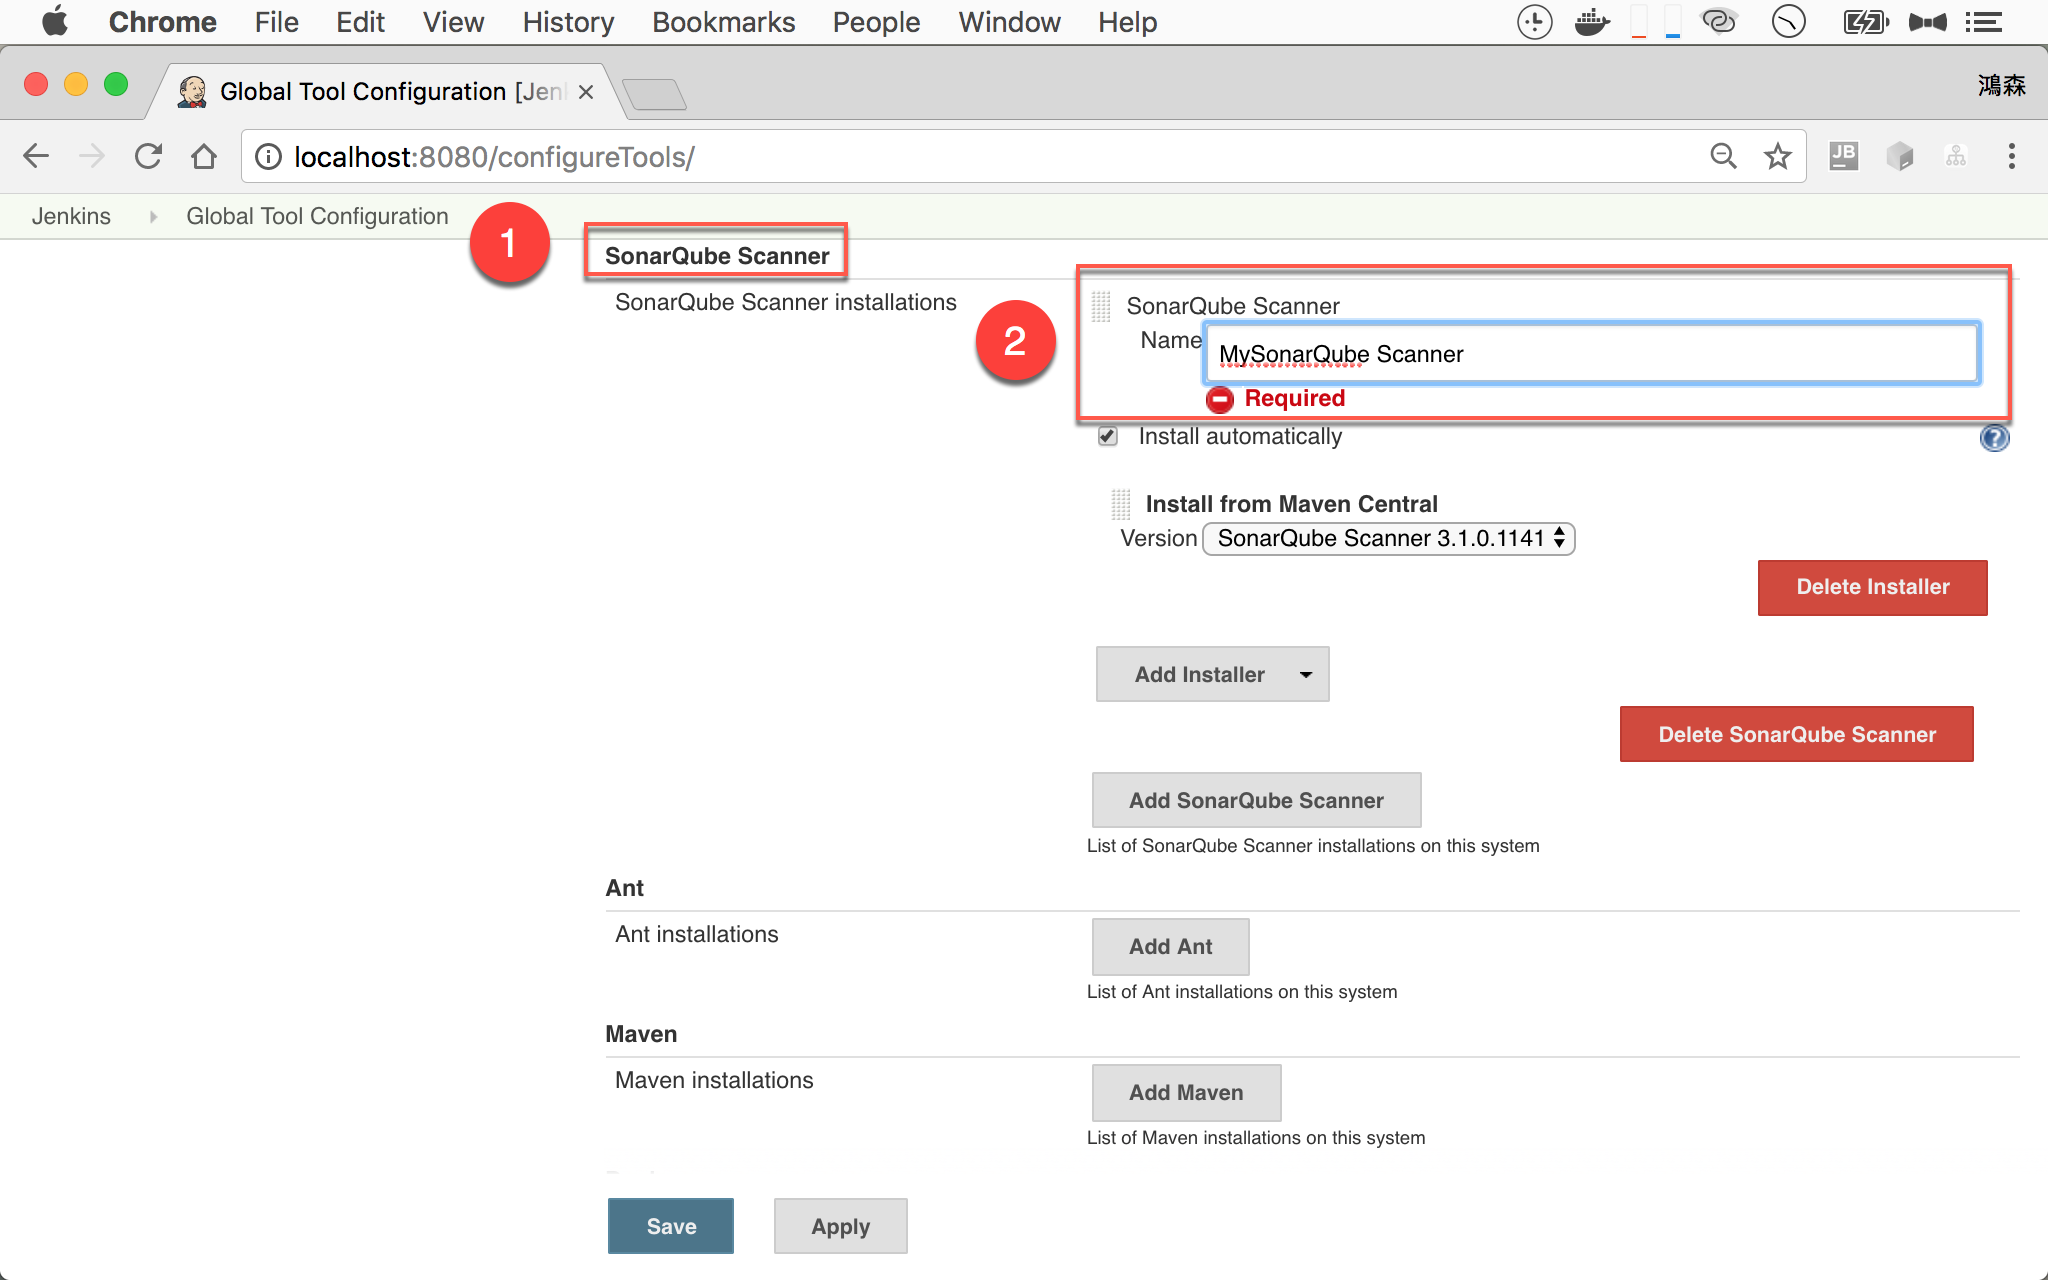 Chrome File Edit View History Bookmarks People Window Help
Global Tool Configuration [Jen
鴻森
localhost:8080/configureTools/
JB
Jenkins Global Tool Configuration
1
SonarQube Scanner
SonarQube Scanner installations
2
SonarQube Scanner
Name MySonarQube Scanner
Required
Install automatically
?
Install from Maven Central
Version SonarQube Scanner 3.1.0.1141
Delete Installer
Add Installer
Delete SonarQube Scanner
Add SonarQube Scanner
List of SonarQube Scanner installations on this system
Ant
Ant installations
Add Ant
List of Ant installations on this system
Maven
Maven installations
Add Maven
List of Maven installations on this system
Save Apply